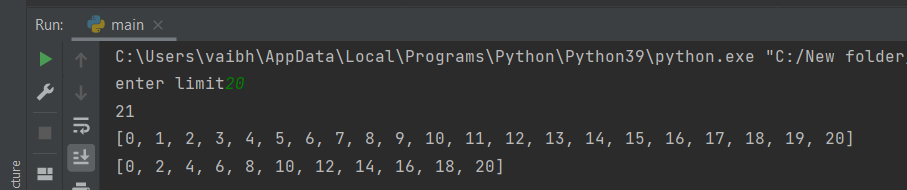 Run: main ×
C:\Users\vaibh\AppData\Local\Programs\Python\Python39\python.exe "C:/New folder
enter limit20
21
[0, 1, 2, 3, 4, 5, 6, 7, 8, 9, 10, 11, 12, 13, 14, 15, 16, 17, 18, 19, 20]
[0, 2, 4, 6, 8, 10, 12, 14, 16, 18, 20]
cture